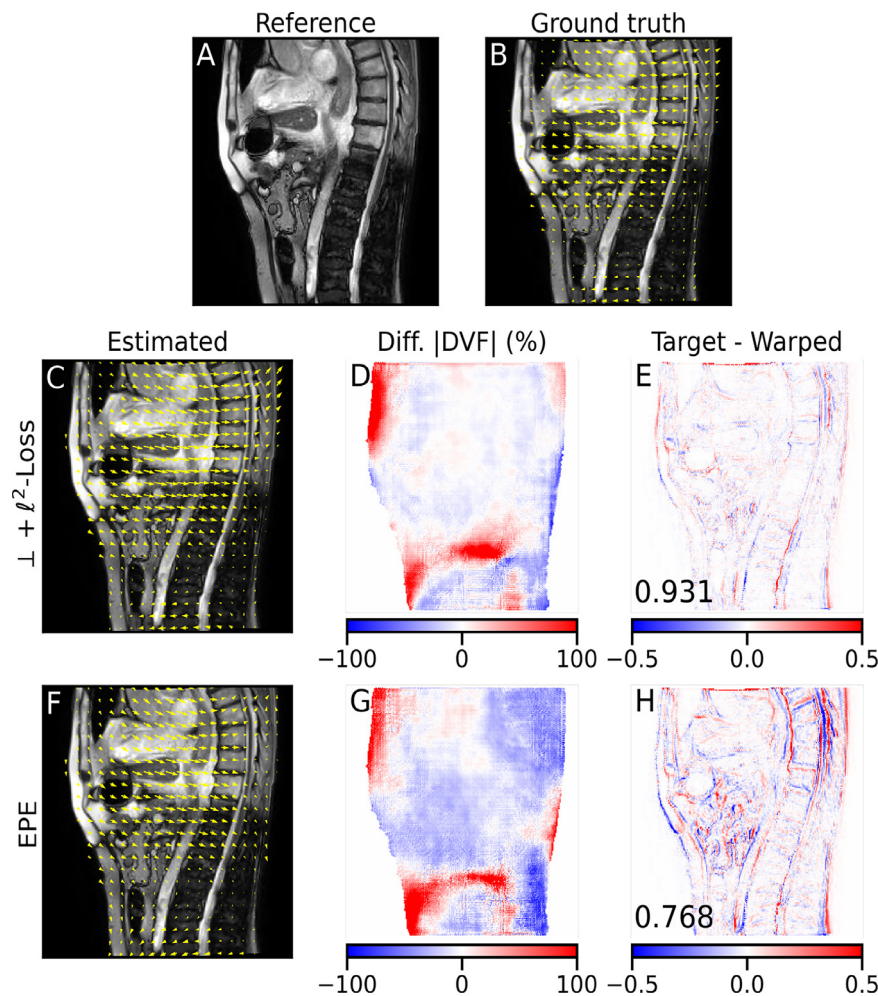 Reference
Ground truth
A
B
Estimated
Diff. |DVF| (%)
Target - Warped
⊥ + ℓ²-Loss
C
D
E
0.931
−100
0
100
−0.5
0.0
0.5
EPE
F
G
H
0.768
−100
0
100
−0.5
0.0
0.5